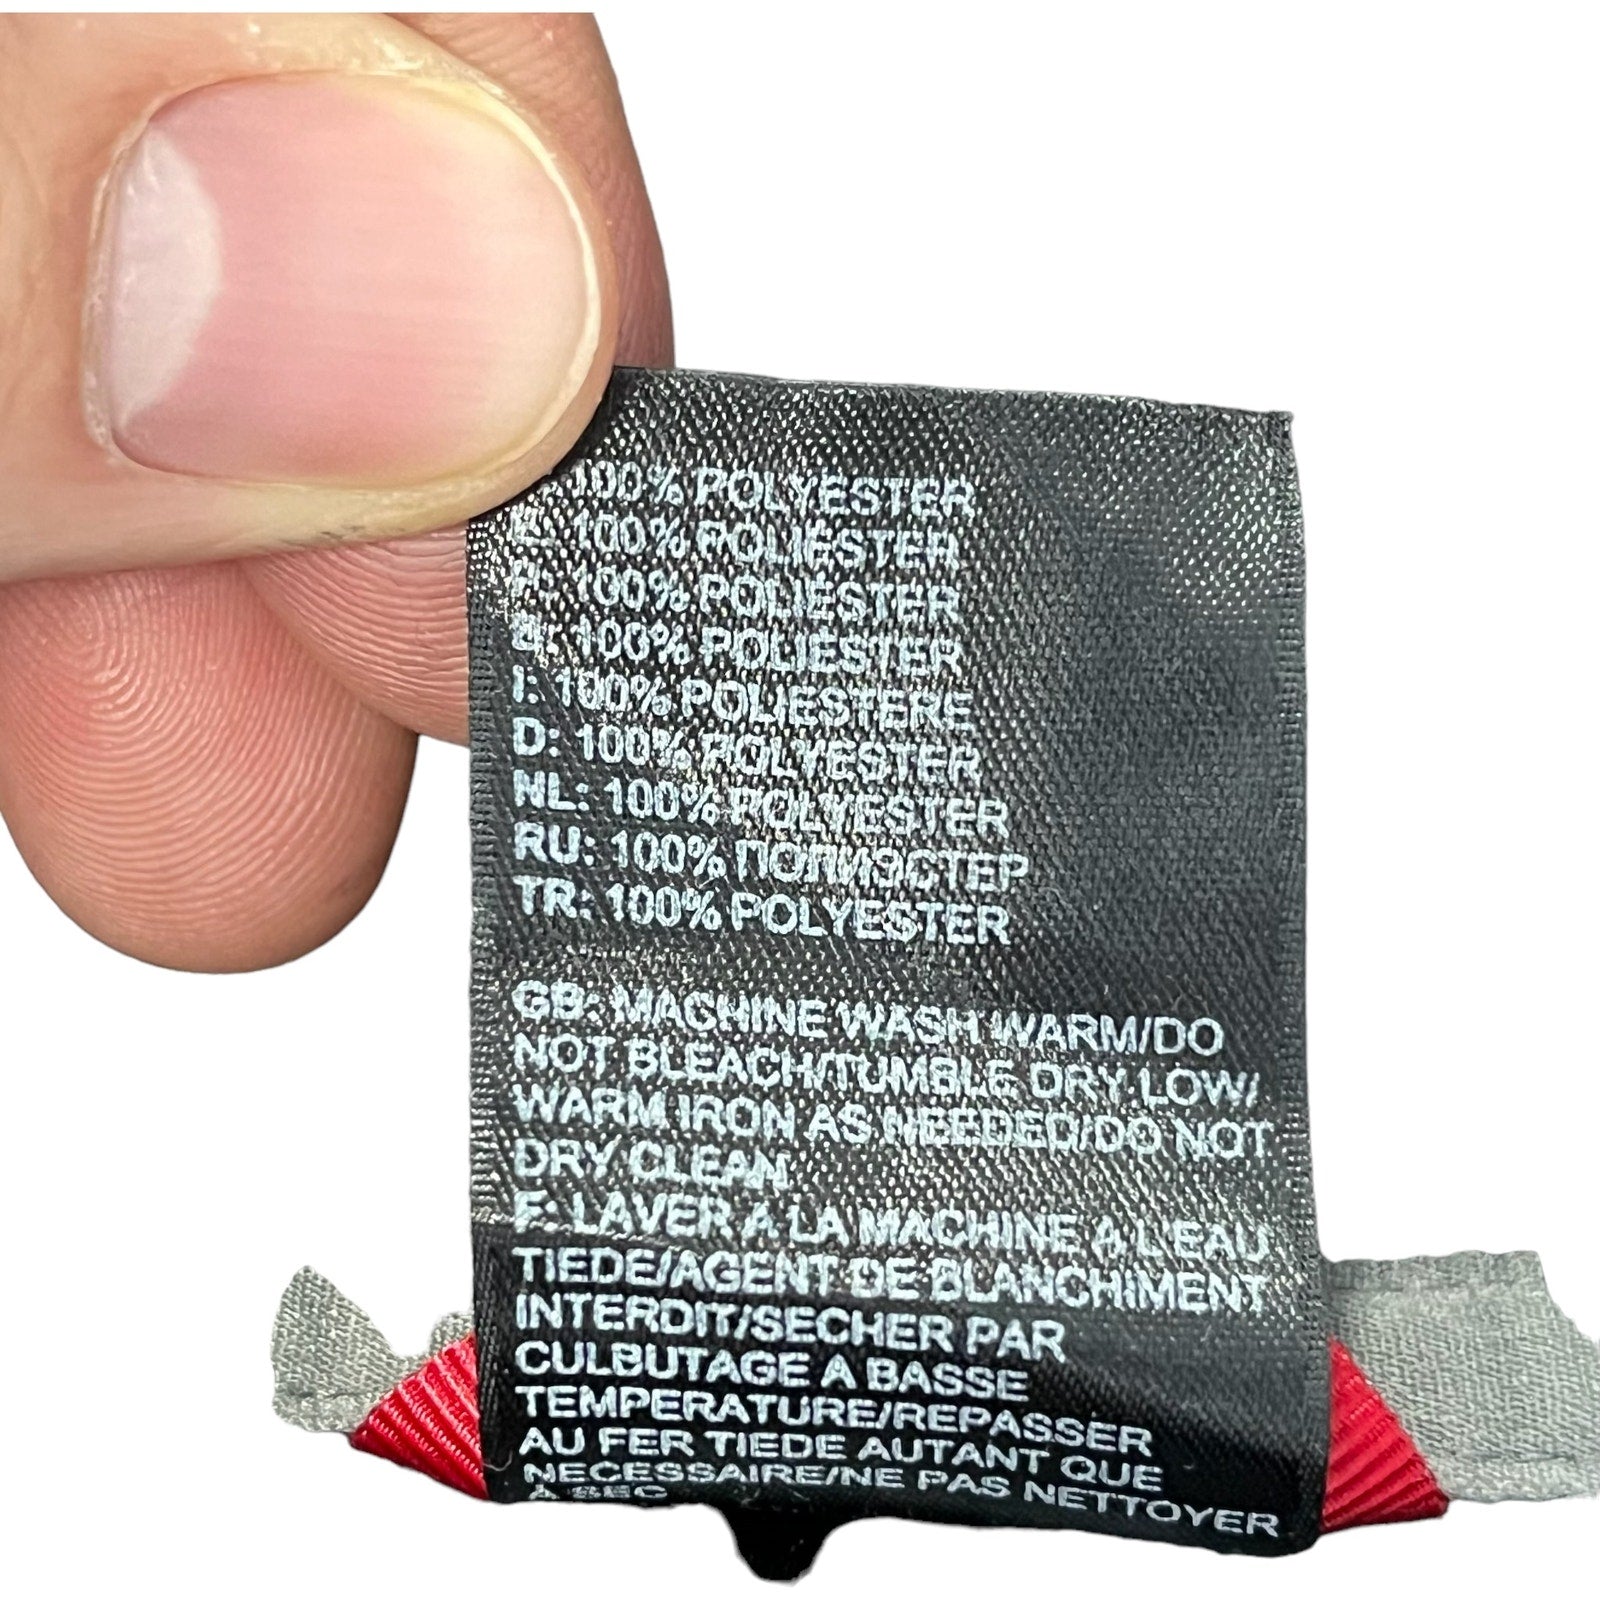 100% POLYESTER
100% POLIÉSTER
100% POLIÉSTER
100% POLIÉSTER
I: 100% POLIESTERE
D: 100% POLYESTER
NL: 100% POLYESTER
RU: 100% ПОЛИЭСТЕР
TR: 100% POLYESTER
GB: MACHINE WASH WARM/DO
NOT BLEACH/TUMBLE DRY LOW/
WARM IRON AS NEEDED/DO NOT
DRY CLEAN
F: LAVER A LA MACHINE A L'EAU
TIEDE/AGENT DE BLANCHIMENT
INTERDIT/SECHER PAR
CULBUTAGE A BASSE
TEMPERATURE/REPASSER
AU FER TIEDE AUTANT QUE
NECESSAIRE/NE PAS NETTOYER
A SEC